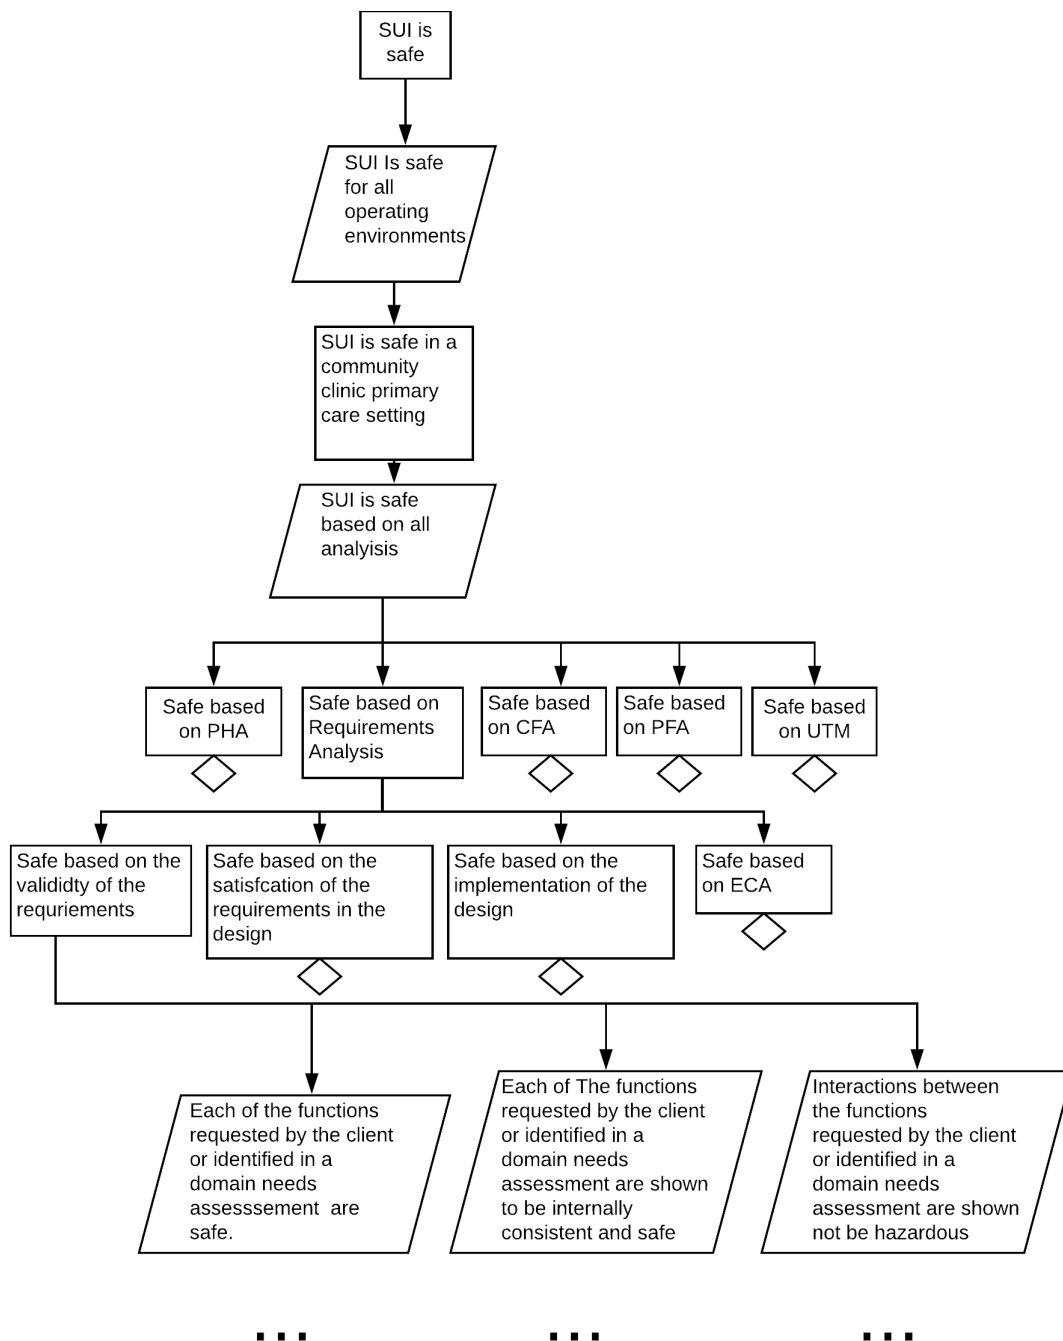 SUI is
safe
SUI Is safe
for all
operating
environments
SUI is safe in a
community
clinic primary
care setting
SUI is safe
based on all
analyisis
Safe based
on PHA
Safe based on
Requirements
Analysis
Safe based
on CFA
Safe based
on PFA
Safe based
on UTM
Safe based on the
valididty of the
requriements
Safe based on the
satisfcation of the
requirements in the
design
Safe based on the
implementation of the
design
Safe based
on ECA
Each of the functions
requested by the client
or identified in a
domain needs
assesssement  are
safe.
Each of The functions
requested by the client
or identified in a
domain needs
assessment are shown
to be internally
consistent and safe
Interactions between
the functions
requested by the client
or identified in a
domain needs
assessment are shown
not be hazardous
... ... ...